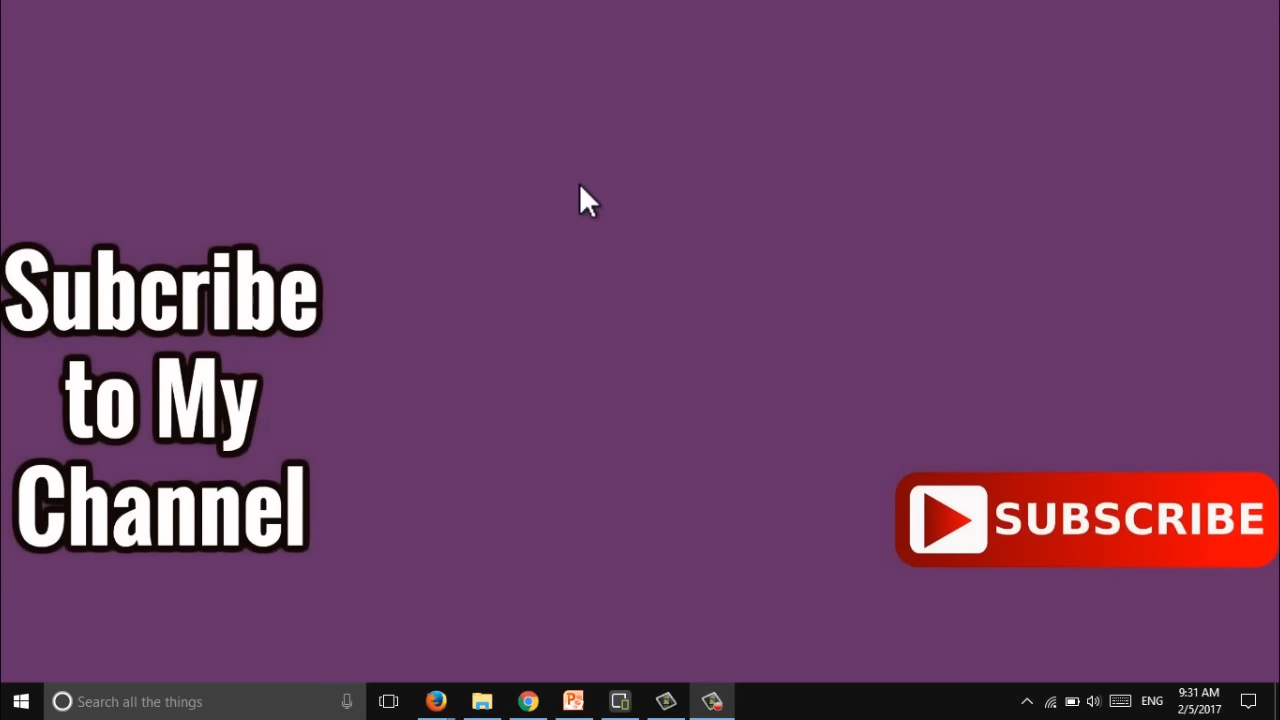 Subcribe
to My
Channel
SUBSCRIBE
Search all the things
ENG
9:31 AM
2/5/2017